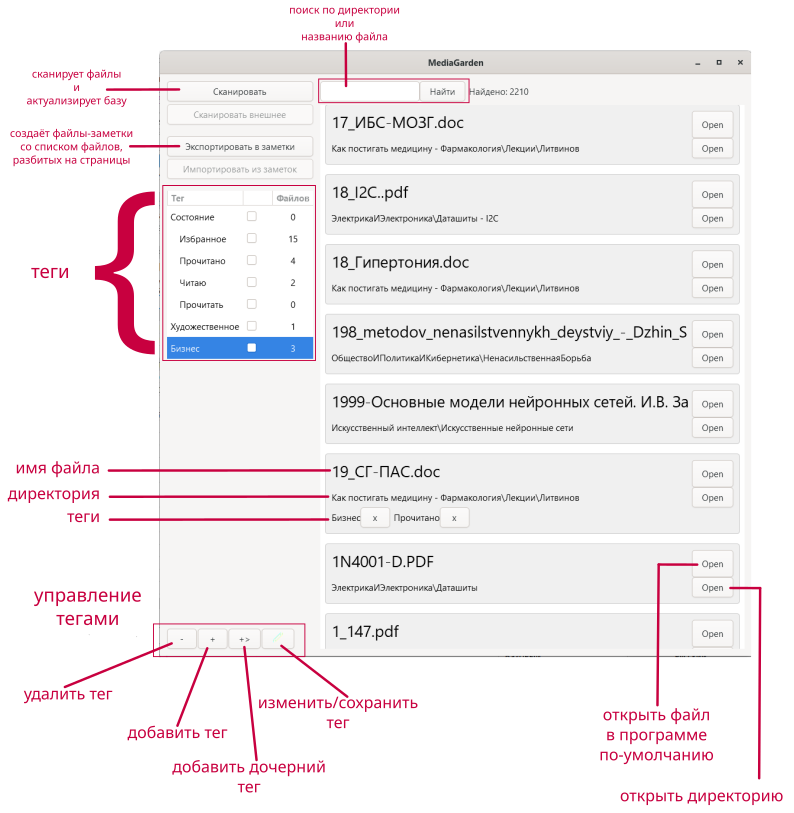 поиск по директории
или
названию файла
MediaGarden
сканирует файлы
и
актуализирует базу
Сканировать
Найти
Найдено: 2210
Сканировать внешнее
создаёт файлы-заметки
со списком файлов,
разбитых на страницы
Экспортировать в заметки
Импортировать из заметок
теги
Тег Файлов
Состояние 0
Избранное 15
Прочитано 4
Читаю 2
Прочитать 0
Художественное 1
Бизнес 3
17_ИБС-МОЗГ.doc
Open
Как постигать медицину - Фармакология\Лекции\Литвинов
Open
18_I2C..pdf
Open
ЭлектрикаИЭлектроника\Даташиты - I2C
Open
18_Гипертония.doc
Open
Как постигать медицину - Фармакология\Лекции\Литвинов
Open
198_metodov_nenasilstvennykh_deystviy_-_Dzhin_S
Open
ОбществоИПолитикаИКибернетика\НенасильственнаяБорьба
Open
1999-Основные модели нейронных сетей. И.В. За
Open
Искусственный интеллект\Искусственные нейронные сети
Open
имя файла
19_СГ-ПАС.doc
Open
директория
Как постигать медицину - Фармакология\Лекции\Литвинов
Open
теги
Бизнес x Прочитано x
1N4001-D.PDF
Open
ЭлектрикаИЭлектроника\Даташиты
Open
1_147.pdf
Open
управление
тегами
- + +>
удалить тег
добавить тег
добавить дочерний
тег
изменить/сохранить
тег
открыть файл
в программе
по-умолчанию
открыть директорию